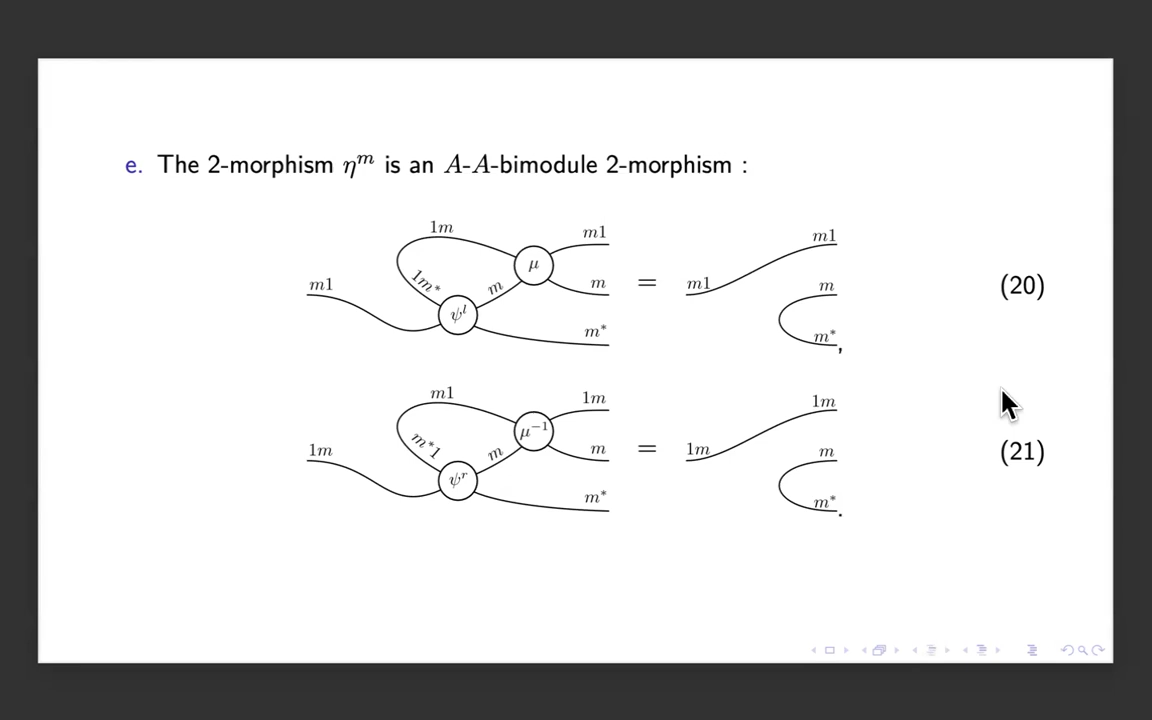 e. The 2-morphism η^m is an A-A-bimodule 2-morphism :
1m m1 m1
μ
m1 1m* m m = m1 m (20)
ψ^l
m* m* ,
m1 1m 1m
μ^{-1}
1m m*1 m m = 1m m (21)
ψ^r
m* m* .